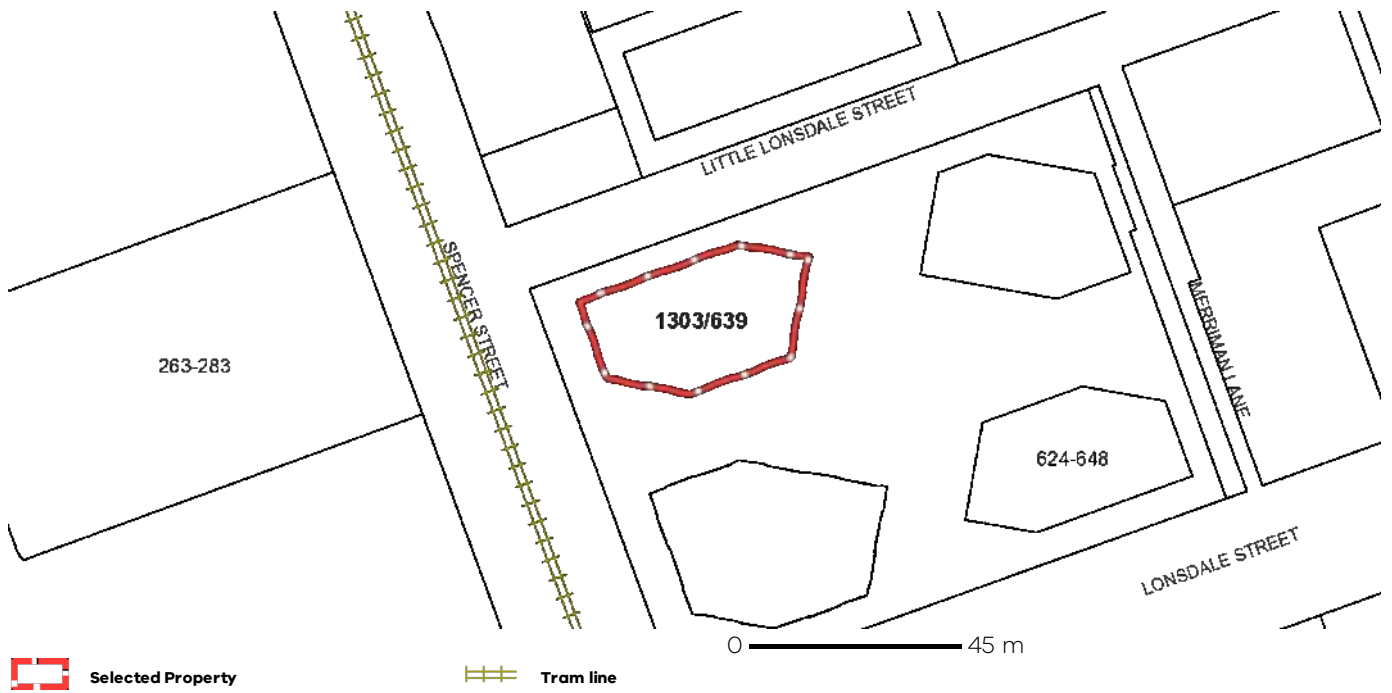 LITTLE LONSDALE STREET
SPENCER STREET
1303/639
263-283
MERRIMAN LANE
624-648
LONSDALE STREET
0 45 m
Selected Property
Tram line